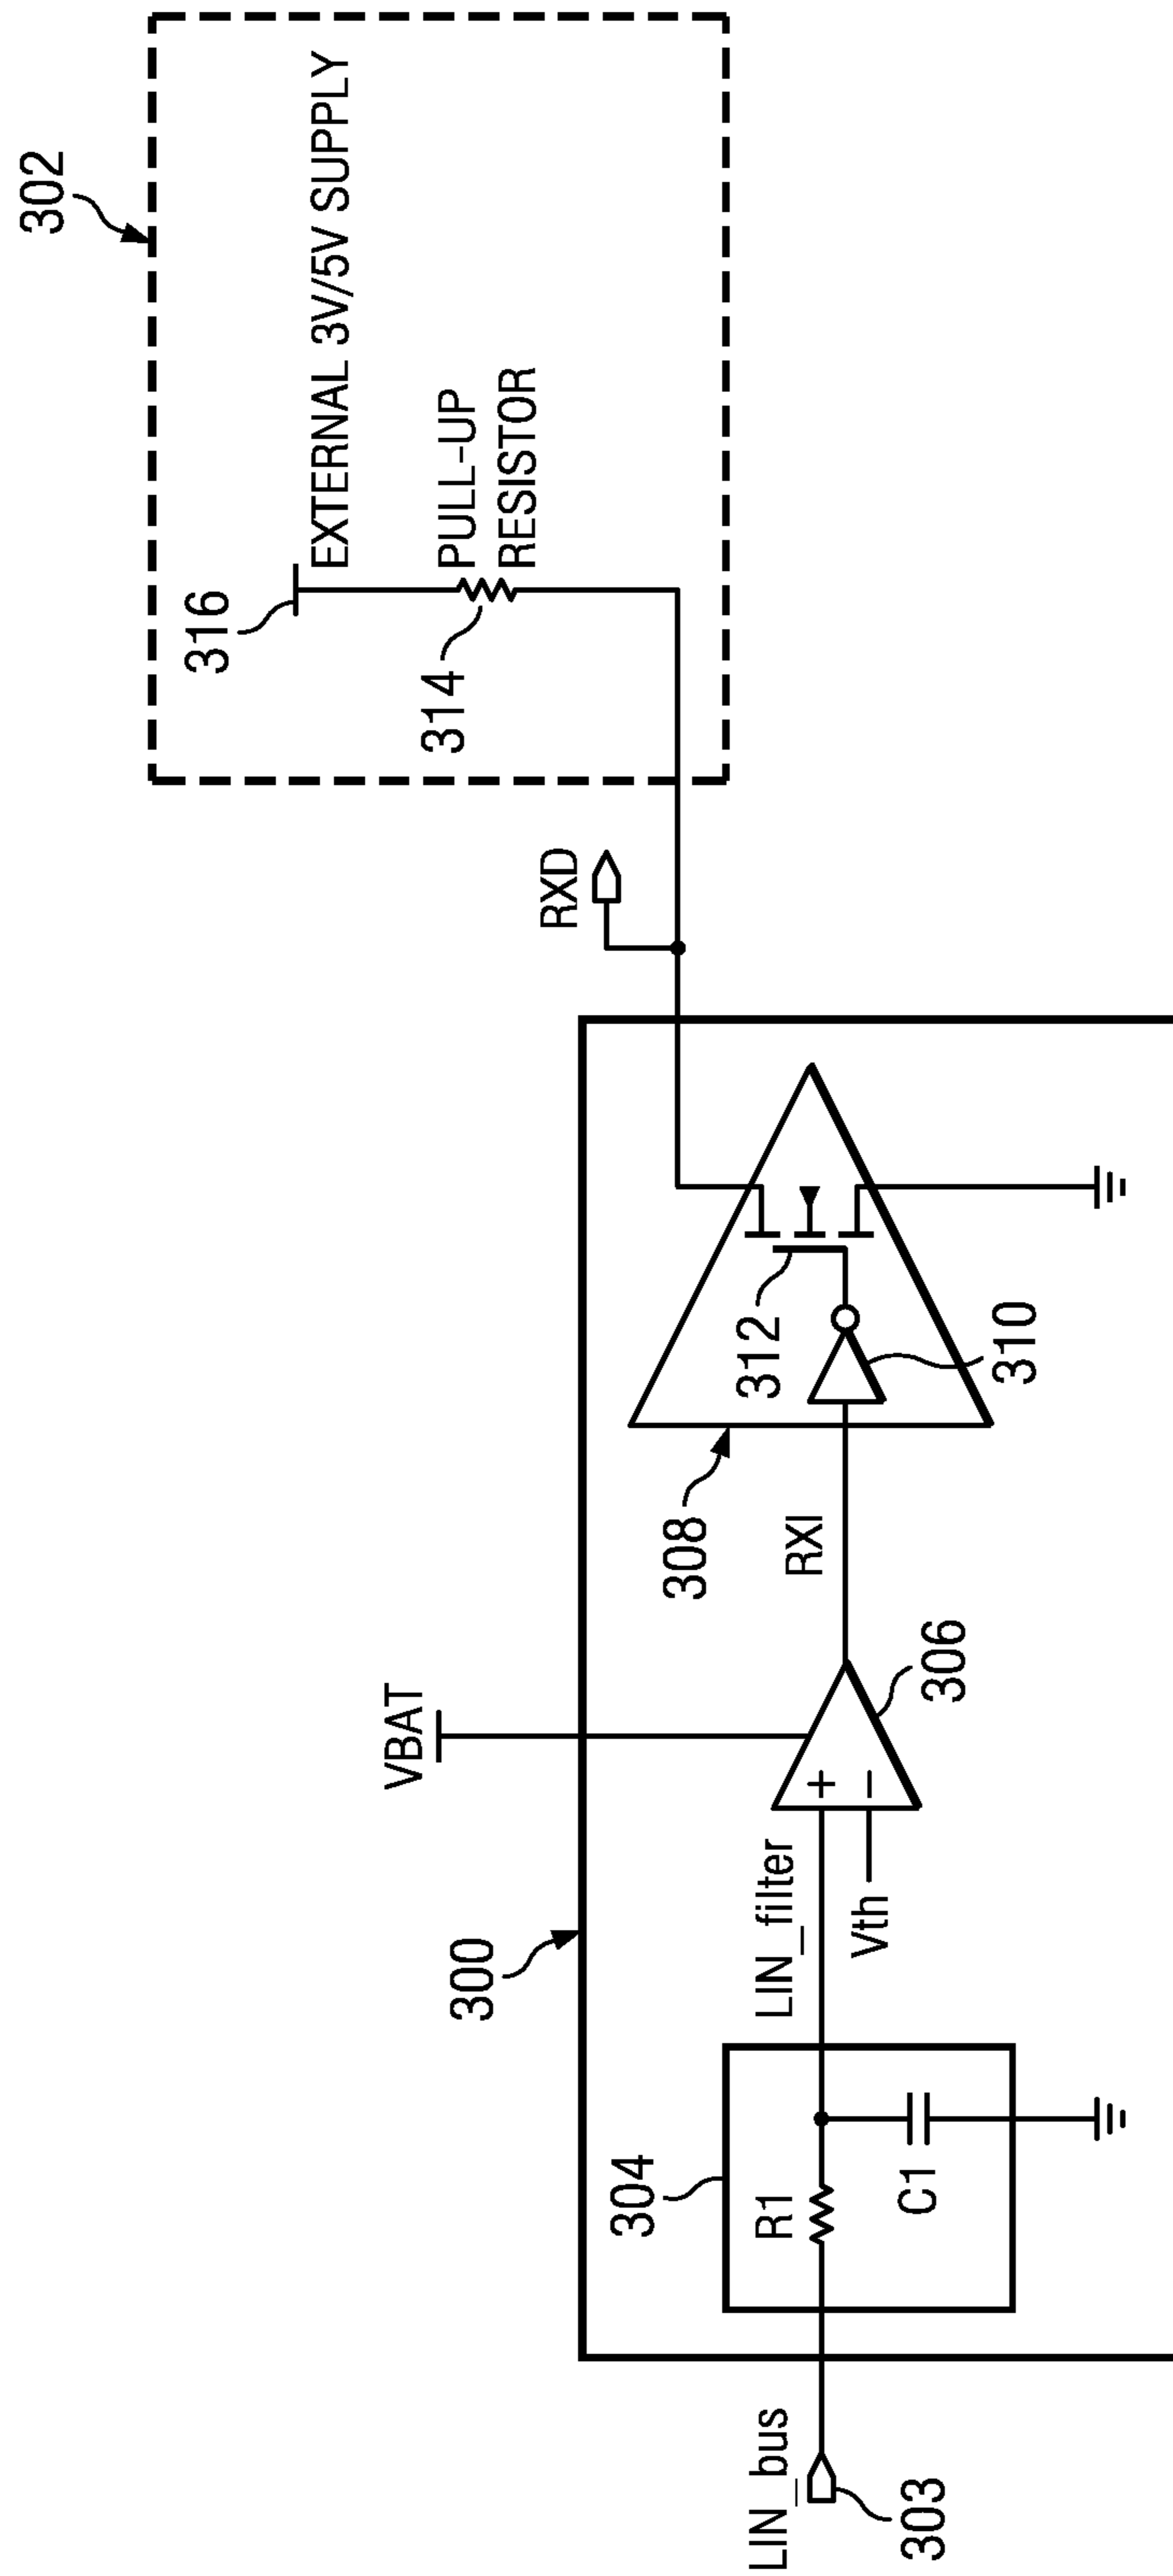 302
316
EXTERNAL 3V/5V SUPPLY
314
PULL-UP
RESISTOR
RXD
VBAT
300
308
312
310
RXI
306
+
−
LIN_filter
Vth
304
R1
C1
LIN_bus
303